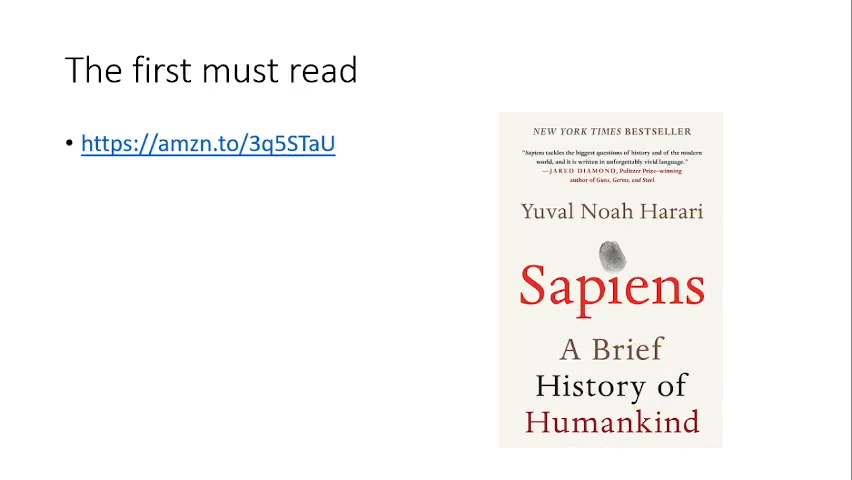 The first must read
• https://amzn.to/3q5STaU
NEW YORK TIMES BESTSELLER
"Sapiens tackles the biggest questions of history and of the modern
world, and it is written in unforgettably vivid language."
—JARED DIAMOND, Pulitzer Prize–winning
author of Guns, Germs, and Steel
Yuval Noah Harari
Sapiens
A Brief
History of
Humankind